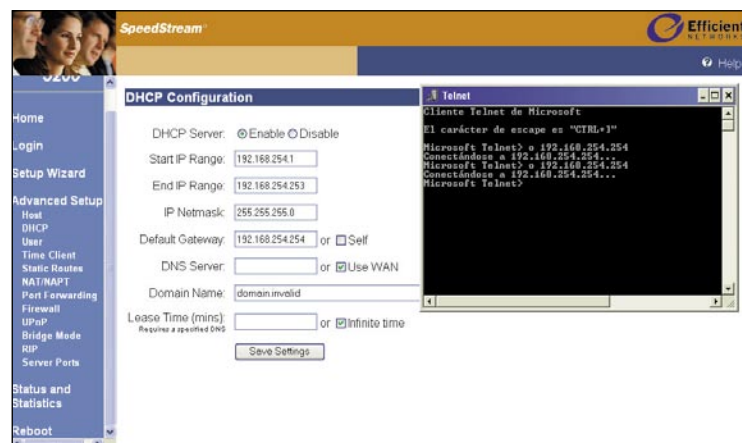 SpeedStream
Efficient
NETWORKS
Help
5200
Home
Login
Setup Wizard
Advanced Setup
Host
DHCP
User
Time Client
Static Routes
NAT/NAPT
Port Forwarding
Firewall
UPnP
Bridge Mode
RIP
Server Ports
Status and
Statistics
Reboot
DHCP Configuration
DHCP Server: Enable Disable
Start IP Range: 192.168.254.1
End IP Range: 192.168.254.253
IP Netmask: 255.255.255.0
Default Gateway: 192.168.254.254 or Self
DNS Server: or Use WAN
Domain Name: domain.invalid
Lease Time (mins): or Infinite time
Requires a specified DNS
Save Settings
Telnet
Cliente Telnet de Microsoft
El carácter de escape es "CTRL+]"
Microsoft Telnet> o 192.168.254.254
Conectándose a 192.168.254.254...
Microsoft Telnet> o 192.168.254.254
Conectándose a 192.168.254.254...
Microsoft Telnet>